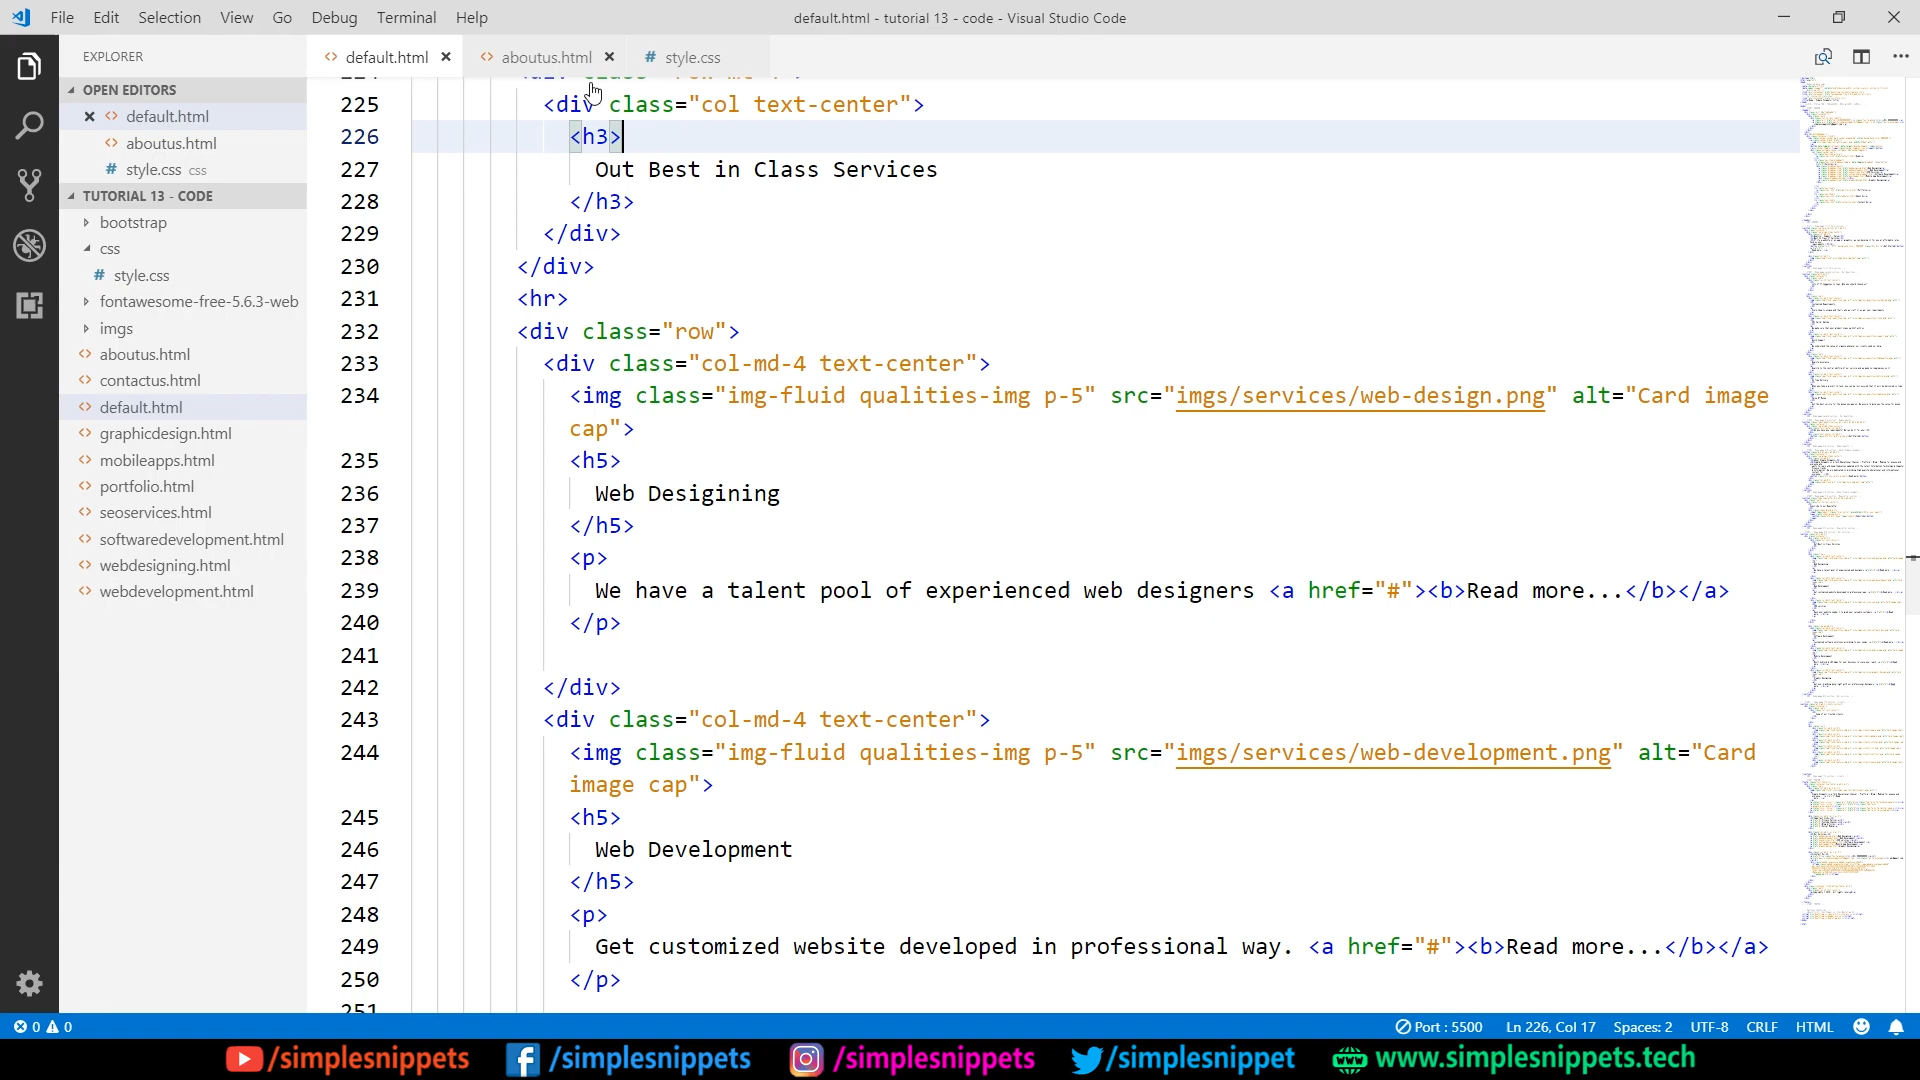 File Edit Selection View Go Debug Terminal Help
default.html - tutorial 13 - code - Visual Studio Code
EXPLORER
default.html
aboutus.html
# style.css
OPEN EDITORS
default.html
aboutus.html
# style.css css
TUTORIAL 13 - CODE
bootstrap
css
# style.css
fontawesome-free-5.6.3-web
imgs
aboutus.html
contactus.html
default.html
graphicdesign.html
mobileapps.html
portfolio.html
seoservices.html
softwaredevelopment.html
webdesigning.html
webdevelopment.html
225 <div class="col text-center">
226 <h3>
227 Out Best in Class Services
228 </h3>
229 </div>
230 </div>
231 <hr>
232 <div class="row">
233 <div class="col-md-4 text-center">
234 <img class="img-fluid qualities-img p-5" src="imgs/services/web-design.png" alt="Card image
cap">
235 <h5>
236 Web Desigining
237 </h5>
238 <p>
239 We have a talent pool of experienced web designers <a href="#"><b>Read more...</b></a>
240 </p>
241
242 </div>
243 <div class="col-md-4 text-center">
244 <img class="img-fluid qualities-img p-5" src="imgs/services/web-development.png" alt="Card
image cap">
245 <h5>
246 Web Development
247 </h5>
248 <p>
249 Get customized website developed in professional way. <a href="#"><b>Read more...</b></a>
250 </p>
251
0 0
Port : 5500 Ln 226, Col 17 Spaces: 2 UTF-8 CRLF HTML
/simplesnippets /simplesnippets /simplesnippets /simplesnippet www.simplesnippets.tech